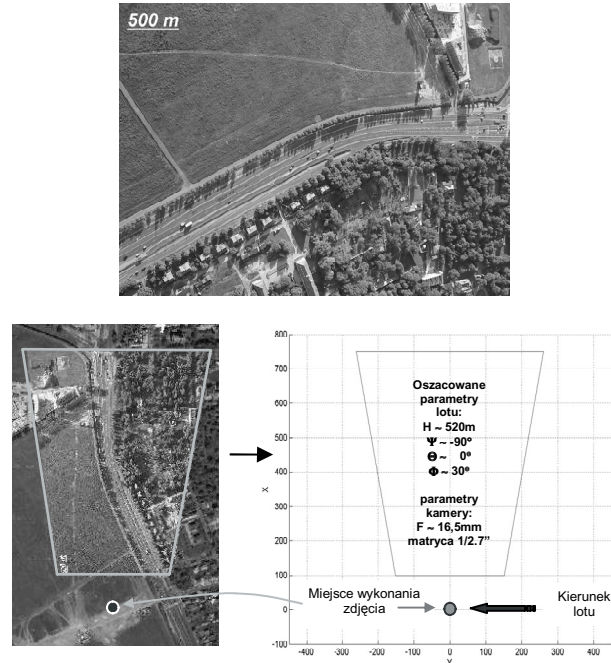 500 m
800
700
600
500
400
300
200
100
0
-100
x
Oszacowane
parametry
lotu:
H ~ 520m
Ψ ~ -90º
Θ ~ 0º
Φ ~ 30º
parametry
kamery:
F ~ 16,5mm
matryca 1/2.7”
Miejsce wykonania
zdjęcia
Kierunek
lotu
-400 -300 -200 -100 0 100 200 300 400